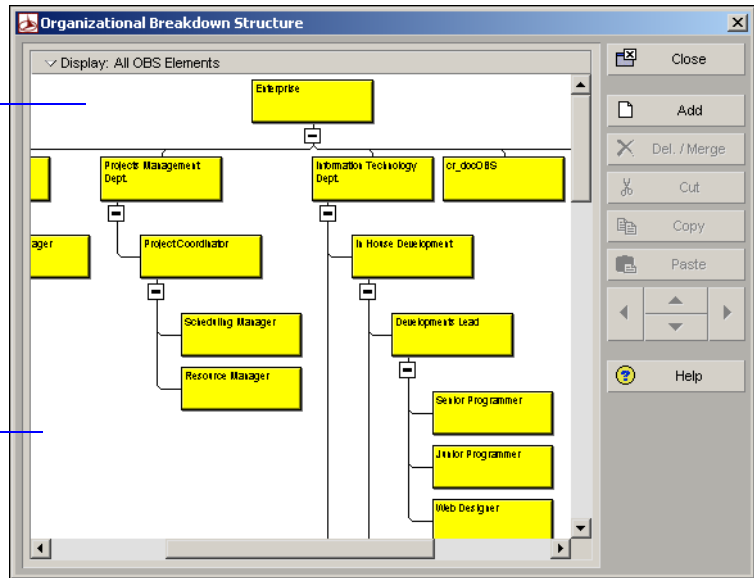 Organizational Breakdown Structure
Display: All OBS Elements
Close
Add
Del. / Merge
Cut
Copy
Paste
Help
Enterprise
Projects Management
Dept.
Information Technology
Dept.
cr_docOBS
ager
Project Coordinator
In House Development
Scheduling Manager
Developments Lead
Resource Manager
Senior Programmer
Junior Programmer
Web Designer